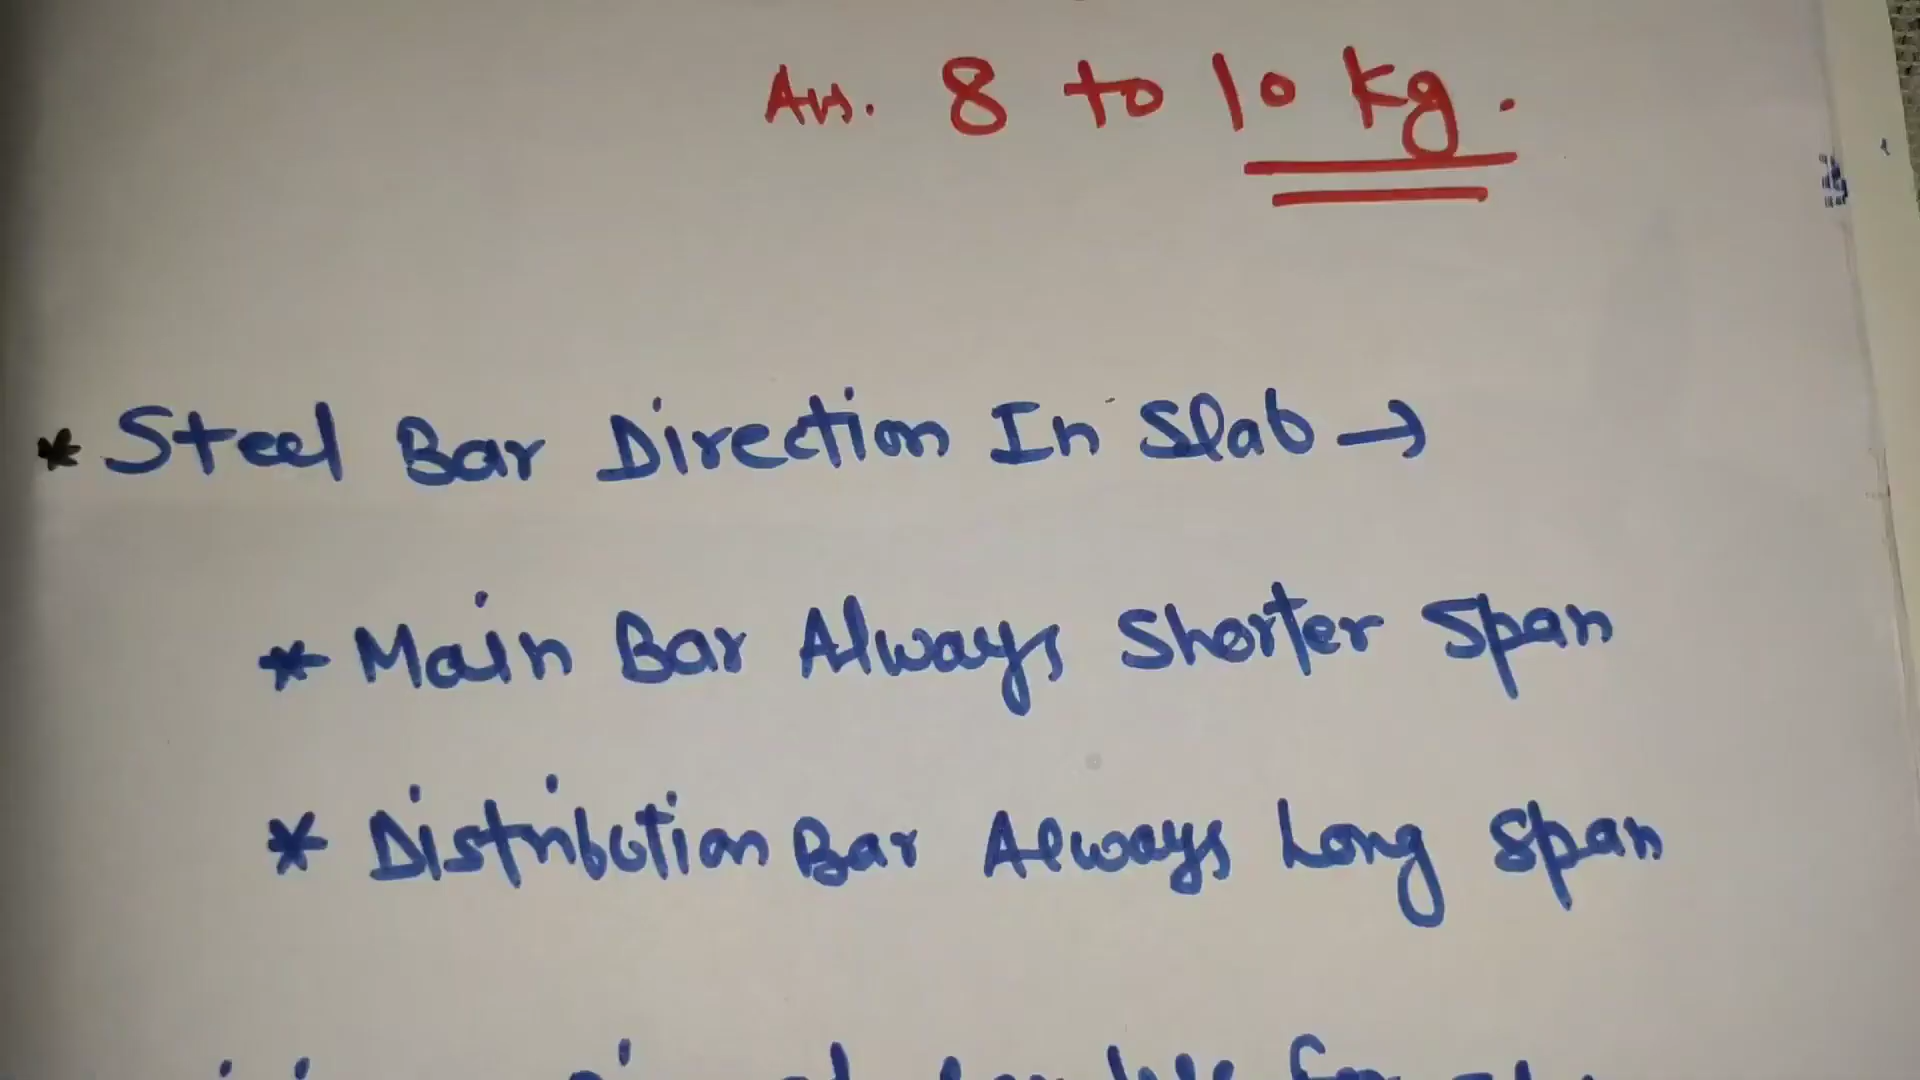 Ans. 8 to 10 kg.
* Steel Bar Direction In Slab →
* Main Bar Always Shorter Span
* Distribution Bar Always Long Span